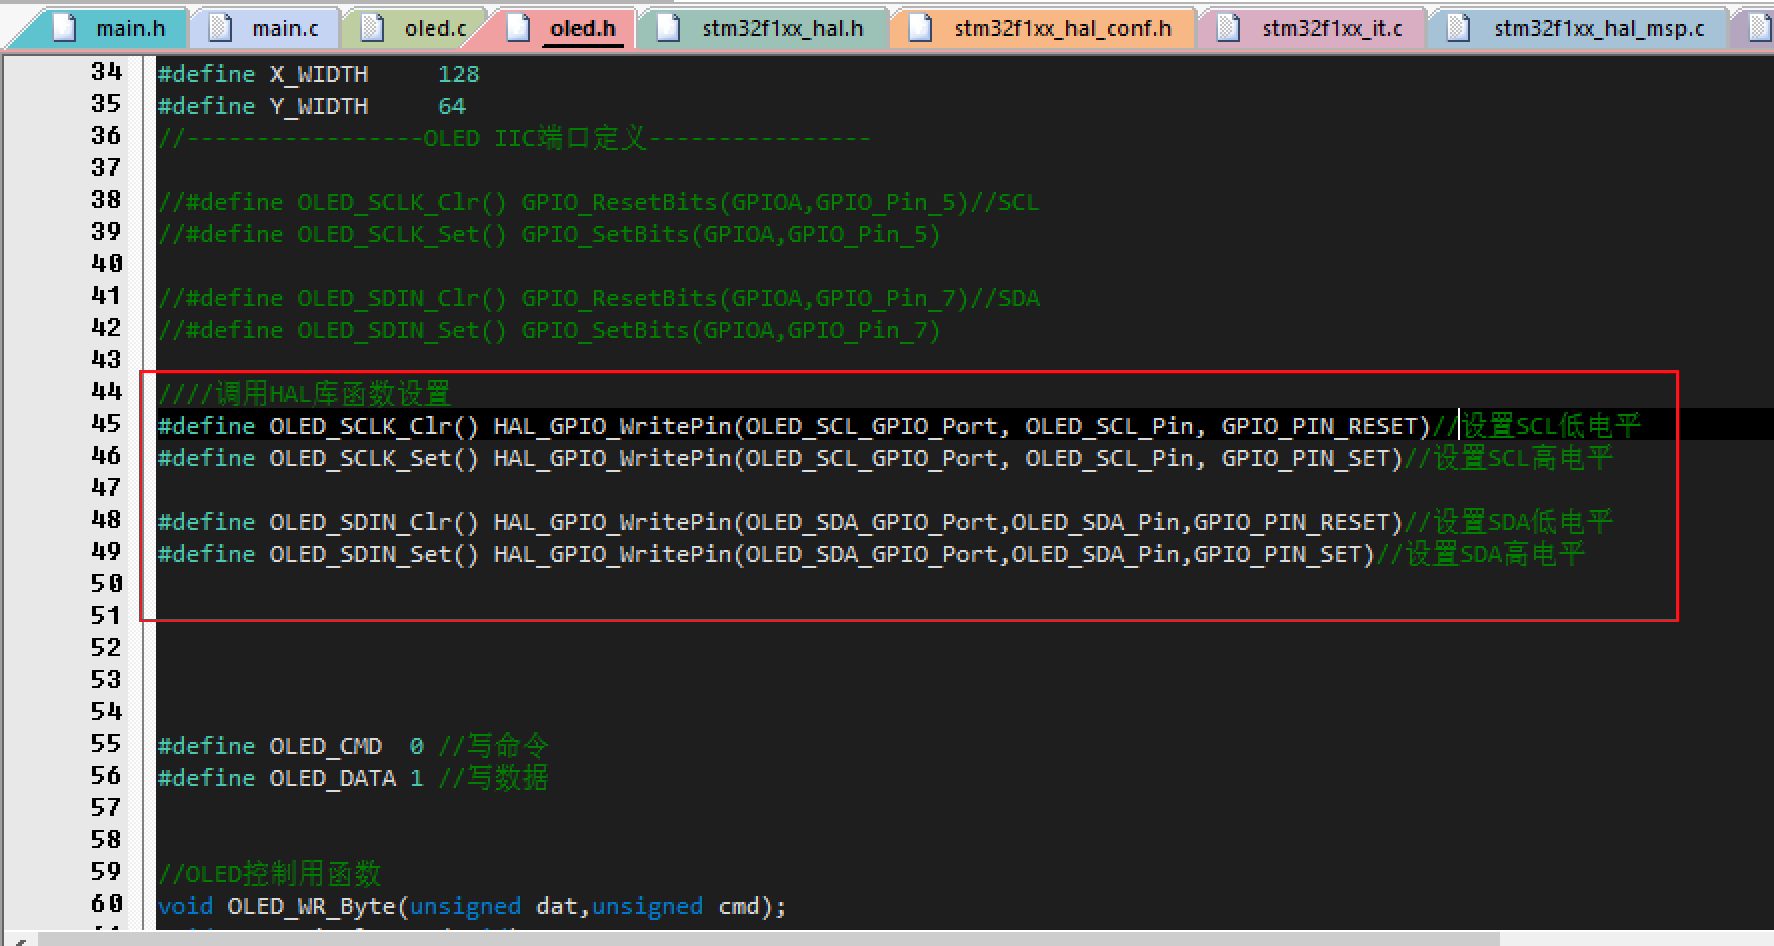 main.h main.c oled.c oled.h stm32f1xx_hal.h stm32f1xx_hal_conf.h stm32f1xx_it.c stm32f1xx_hal_msp.c
34 #define X_WIDTH 128
35 #define Y_WIDTH 64
36 //-----------------OLED IIC端口定义----------------
37
38 //#define OLED_SCLK_Clr() GPIO_ResetBits(GPIOA,GPIO_Pin_5)//SCL
39 //#define OLED_SCLK_Set() GPIO_SetBits(GPIOA,GPIO_Pin_5)
40
41 //#define OLED_SDIN_Clr() GPIO_ResetBits(GPIOA,GPIO_Pin_7)//SDA
42 //#define OLED_SDIN_Set() GPIO_SetBits(GPIOA,GPIO_Pin_7)
43
44 ////调用HAL库函数设置
45 #define OLED_SCLK_Clr() HAL_GPIO_WritePin(OLED_SCL_GPIO_Port, OLED_SCL_Pin, GPIO_PIN_RESET)//设置SCL低电平
46 #define OLED_SCLK_Set() HAL_GPIO_WritePin(OLED_SCL_GPIO_Port, OLED_SCL_Pin, GPIO_PIN_SET)//设置SCL高电平
47
48 #define OLED_SDIN_Clr() HAL_GPIO_WritePin(OLED_SDA_GPIO_Port,OLED_SDA_Pin,GPIO_PIN_RESET)//设置SDA低电平
49 #define OLED_SDIN_Set() HAL_GPIO_WritePin(OLED_SDA_GPIO_Port,OLED_SDA_Pin,GPIO_PIN_SET)//设置SDA高电平
50
51
52
53
54
55 #define OLED_CMD 0 //写命令
56 #define OLED_DATA 1 //写数据
57
58
59 //OLED控制用函数
60 void OLED_WR_Byte(unsigned dat,unsigned cmd);